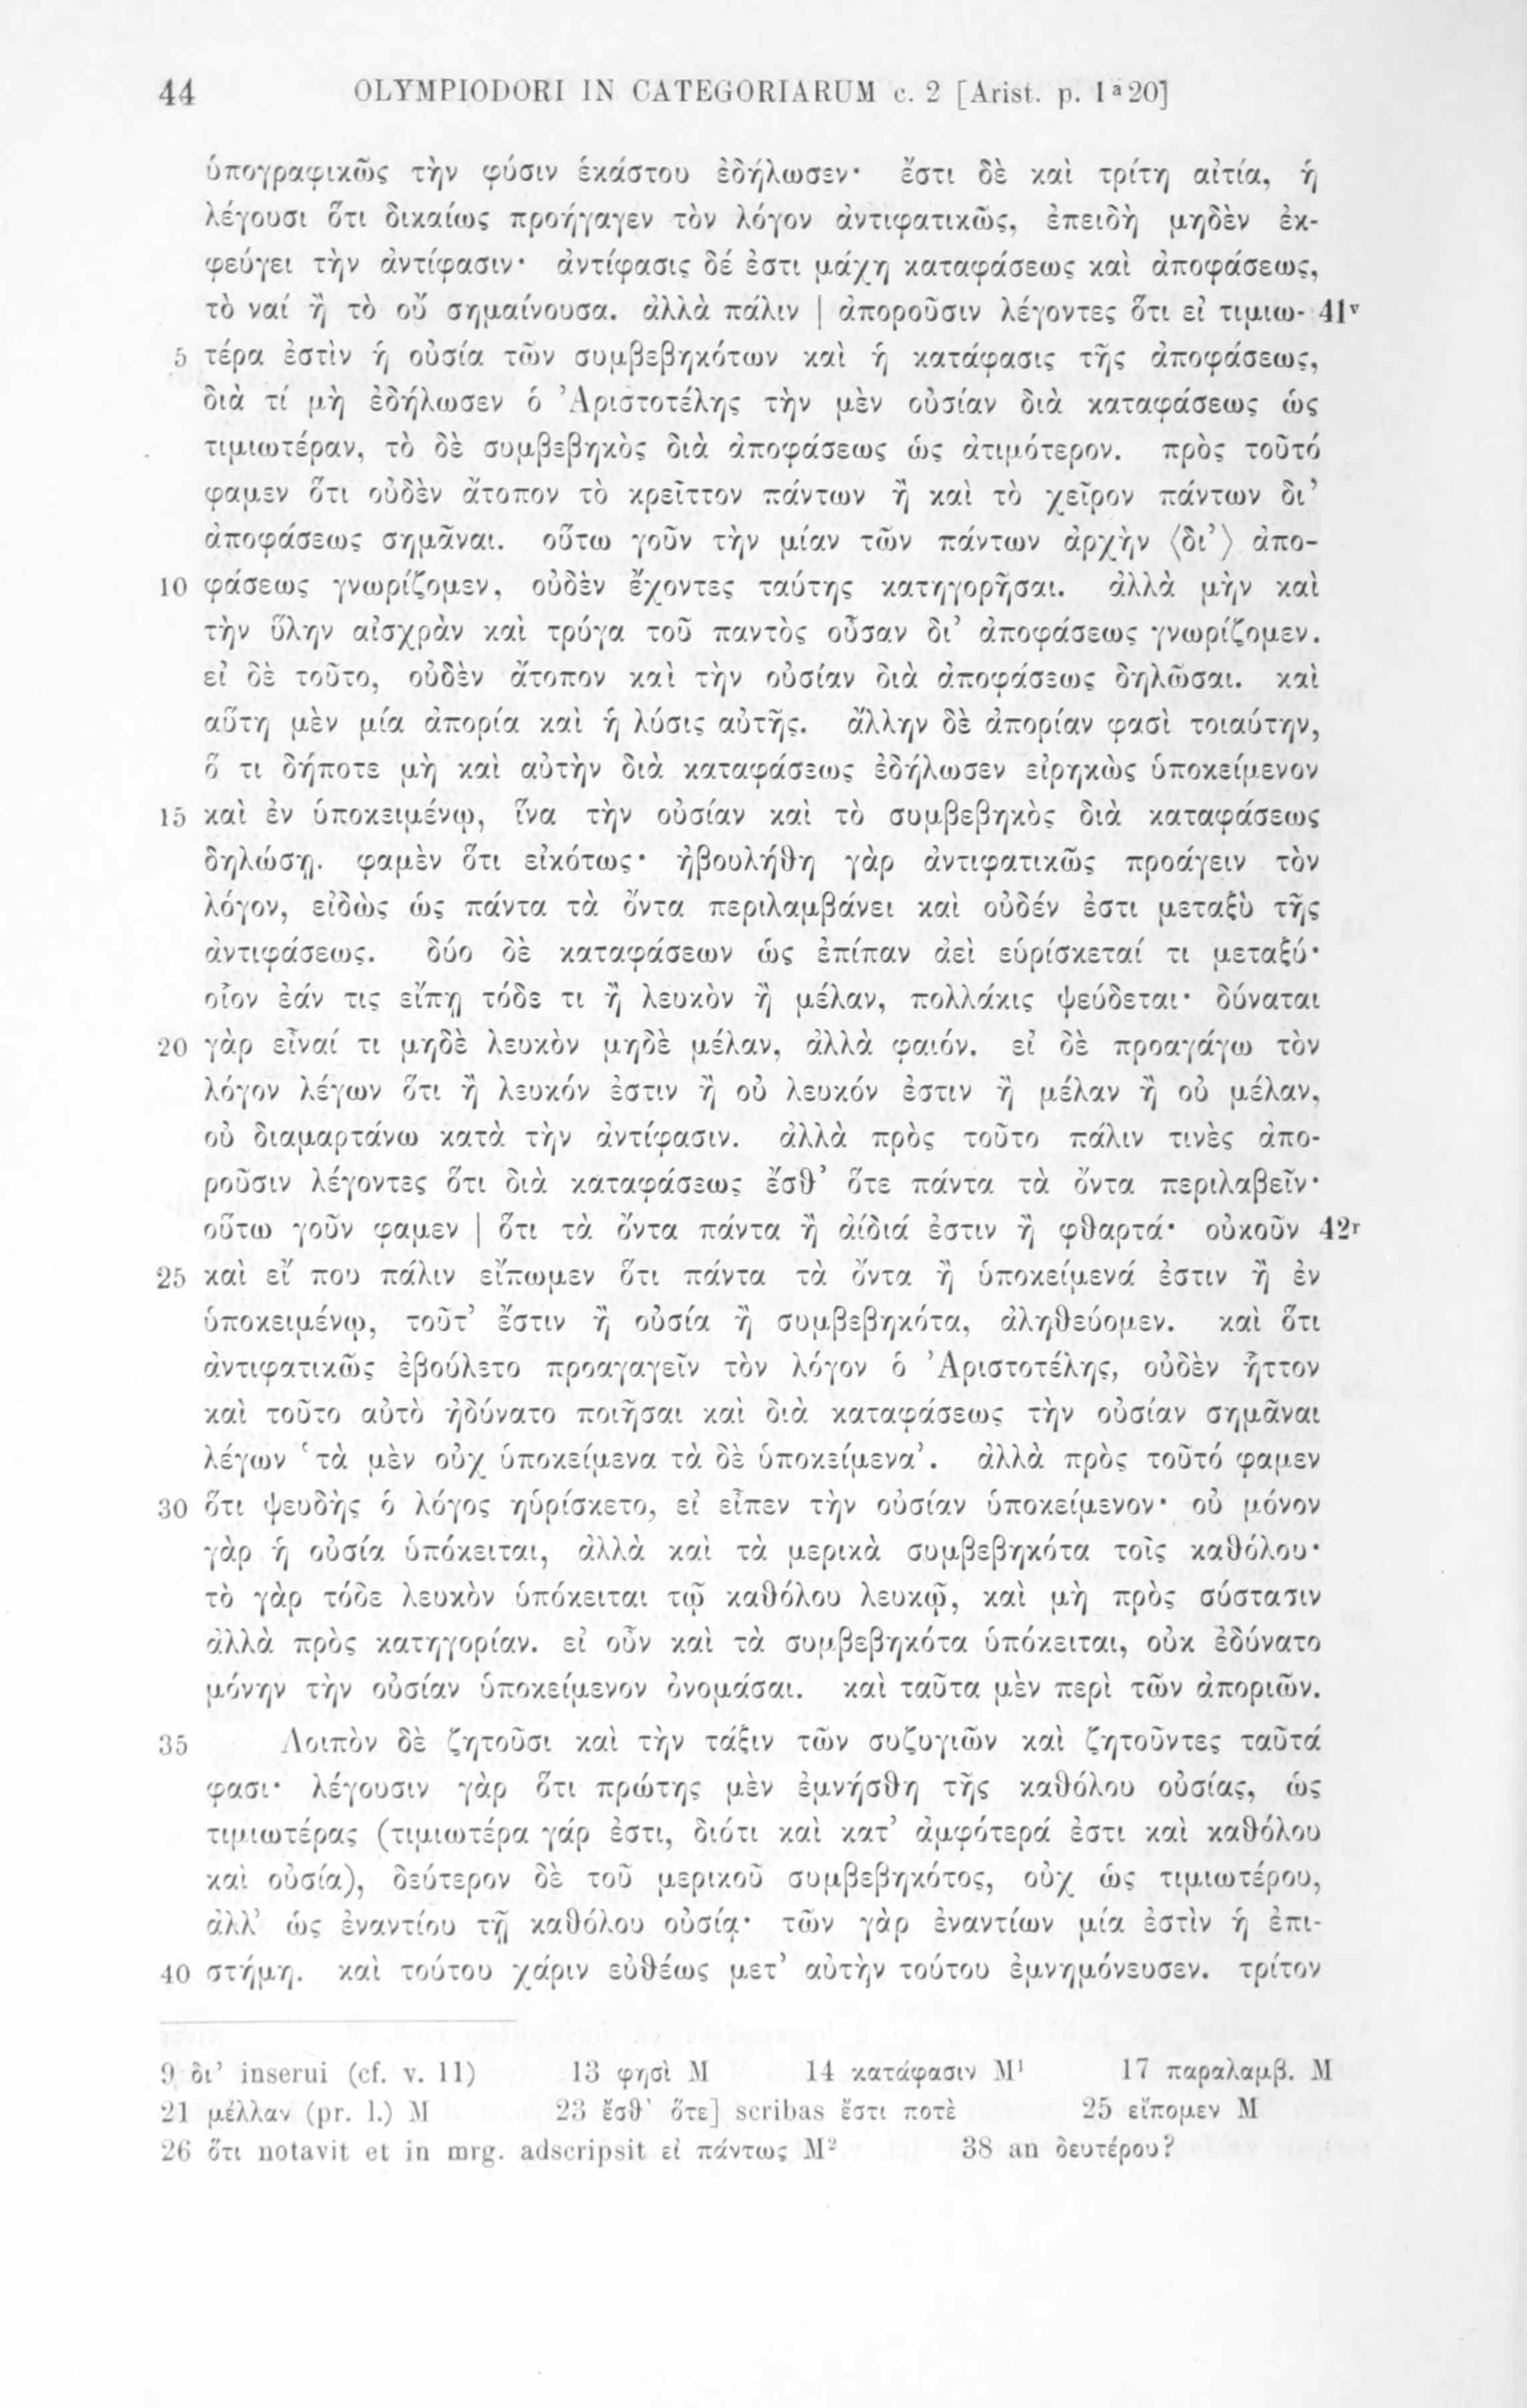 44 OLYMPIODORI IN CATEGORIARUM c. 2 [Arist. p. 1ᵃ20]
ὑπογραφικῶς τὴν φύσιν ἑκάστου ἐδήλωσεν· ἔστι δὲ καὶ τρίτη αἰτία, ᾗ
λέγουσι ὅτι δικαίως προήγαγεν τὸν λόγον ἀντιφατικῶς, ἐπειδὴ μηδὲν ἐκ-
φεύγει τὴν ἀντίφασιν· ἀντίφασις δέ ἐστι μάχη καταφάσεως καὶ ἀποφάσεως,
τὸ ναί ἢ τὸ οὔ σημαίνουσα. ἀλλὰ πάλιν | ἀποροῦσιν λέγοντες ὅτι εἰ τιμιω- 41ᵛ
5 τέρα ἐστὶν ἡ οὐσία τῶν συμβεβηκότων καὶ ἡ κατάφασις τῆς ἀποφάσεως,
διὰ τί μὴ ἐδήλωσεν ὁ Ἀριστοτέλης τὴν μὲν οὐσίαν διὰ καταφάσεως ὡς
τιμιωτέραν, τὸ δὲ συμβεβηκὸς διὰ ἀποφάσεως ὡς ἀτιμότερον. πρὸς τοῦτό
φαμεν ὅτι οὐδὲν ἄτοπον τὸ κρεῖττον πάντων ἢ καὶ τὸ χεῖρον πάντων δι’
ἀποφάσεως σημᾶναι. οὕτω γοῦν τὴν μίαν τῶν πάντων ἀρχὴν ⟨δι’⟩ ἀπο-
10 φάσεως γνωρίζομεν, οὐδὲν ἔχοντες ταύτης κατηγορῆσαι. ἀλλὰ μὴν καὶ
τὴν ὕλην αἰσχρὰν καὶ τρύγα τοῦ παντὸς οὖσαν δι’ ἀποφάσεως γνωρίζομεν.
εἰ δὲ τοῦτο, οὐδὲν ἄτοπον καὶ τὴν οὐσίαν διὰ ἀποφάσεως δηλῶσαι. καὶ
αὕτη μὲν μία ἀπορία καὶ ἡ λύσις αὐτῆς. ἄλλην δὲ ἀπορίαν φασὶ τοιαύτην,
ὅ τι δήποτε μὴ καὶ αὐτὴν διὰ καταφάσεως ἐδήλωσεν εἰρηκὼς ὑποκείμενον
15 καὶ ἐν ὑποκειμένῳ, ἵνα τὴν οὐσίαν καὶ τὸ συμβεβηκὸς διὰ καταφάσεως
δηλώσῃ. φαμὲν ὅτι εἰκότως· ἠβουλήθη γὰρ ἀντιφατικῶς προάγειν τὸν
λόγον, εἰδὼς ὡς πάντα τὰ ὄντα περιλαμβάνει καὶ οὐδέν ἐστι μεταξὺ τῆς
ἀντιφάσεως. δύο δὲ καταφάσεων ὡς ἐπίπαν ἀεὶ εὑρίσκεταί τι μεταξύ·
οἷον ἐάν τις εἴπῃ τόδε τι ἢ λευκὸν ἢ μέλαν, πολλάκις ψεύδεται· δύναται
20 γὰρ εἶναί τι μηδὲ λευκὸν μηδὲ μέλαν, ἀλλὰ φαιόν. εἰ δὲ προαγάγω τὸν
λόγον λέγων ὅτι ἢ λευκόν ἐστιν ἢ οὐ λευκόν ἐστιν ἢ μέλαν ἢ οὐ μέλαν,
οὐ διαμαρτάνω κατὰ τὴν ἀντίφασιν. ἀλλὰ πρὸς τοῦτο πάλιν τινὲς ἀπο-
ροῦσιν λέγοντες ὅτι διὰ καταφάσεως ἔσθ’ ὅτε πάντα τὰ ὄντα περιλαβεῖν·
οὕτω γοῦν φαμεν | ὅτι τὰ ὄντα πάντα ἢ ἀίδιά ἐστιν ἢ φθαρτά· οὐκοῦν 42ʳ
25 καὶ εἴ που πάλιν εἴπωμεν ὅτι πάντα τὰ ὄντα ἢ ὑποκείμενά ἐστιν ἢ ἐν
ὑποκειμένῳ, τοῦτ’ ἔστιν ἢ οὐσία ἢ συμβεβηκότα, ἀληθεύομεν. καὶ ὅτι
ἀντιφατικῶς ἐβούλετο προαγαγεῖν τὸν λόγον ὁ Ἀριστοτέλης, οὐδὲν ἧττον
καὶ τοῦτο αὐτὸ ἠδύνατο ποιῆσαι καὶ διὰ καταφάσεως τὴν οὐσίαν σημᾶναι
λέγων ‘τὰ μὲν οὐχ ὑποκείμενα τὰ δὲ ὑποκείμενα’. ἀλλὰ πρὸς τοῦτό φαμεν
30 ὅτι ψευδὴς ὁ λόγος ηὑρίσκετο, εἰ εἶπεν τὴν οὐσίαν ὑποκείμενον· οὐ μόνον
γὰρ ἡ οὐσία ὑπόκειται, ἀλλὰ καὶ τὰ μερικὰ συμβεβηκότα τοῖς καθόλου·
τὸ γὰρ τόδε λευκὸν ὑπόκειται τῷ καθόλου λευκῷ, καὶ μὴ πρὸς σύστασιν
ἀλλὰ πρὸς κατηγορίαν. εἰ οὖν καὶ τὰ συμβεβηκότα ὑπόκειται, οὐκ ἐδύνατο
μόνην τὴν οὐσίαν ὑποκείμενον ὀνομάσαι. καὶ ταῦτα μὲν περὶ τῶν ἀποριῶν.
35 Λοιπὸν δὲ ζητοῦσι καὶ τὴν τάξιν τῶν συζυγιῶν καὶ ζητοῦντες ταῦτά
φασι· λέγουσιν γὰρ ὅτι πρώτης μὲν ἐμνήσθη τῆς καθόλου οὐσίας, ὡς
τιμιωτέρας (τιμιωτέρα γάρ ἐστι, διότι καὶ κατ’ ἀμφότερά ἐστι καὶ καθόλου
καὶ οὐσία), δεύτερον δὲ τοῦ μερικοῦ συμβεβηκότος, οὐχ ὡς τιμιωτέρου,
ἀλλ’ ὡς ἐναντίου τῇ καθόλου οὐσίᾳ· τῶν γὰρ ἐναντίων μία ἐστὶν ἡ ἐπι-
40 στήμη. καὶ τούτου χάριν εὐθέως μετ’ αὐτὴν τούτου ἐμνημόνευσεν. τρίτον
9 δι’ inserui (cf. v. 11) 13 φησὶ M 14 κατάφασιν M¹ 17 παραλαμβ. M
21 μέλλαν (pr. l.) M 23 ἔσθ’ ὅτε] scribas ἔστι ποτὲ 25 εἴπομεν M
26 ὅτι notavit et in mrg. adscripsit εἰ πάντως M² 38 an δευτέρου?